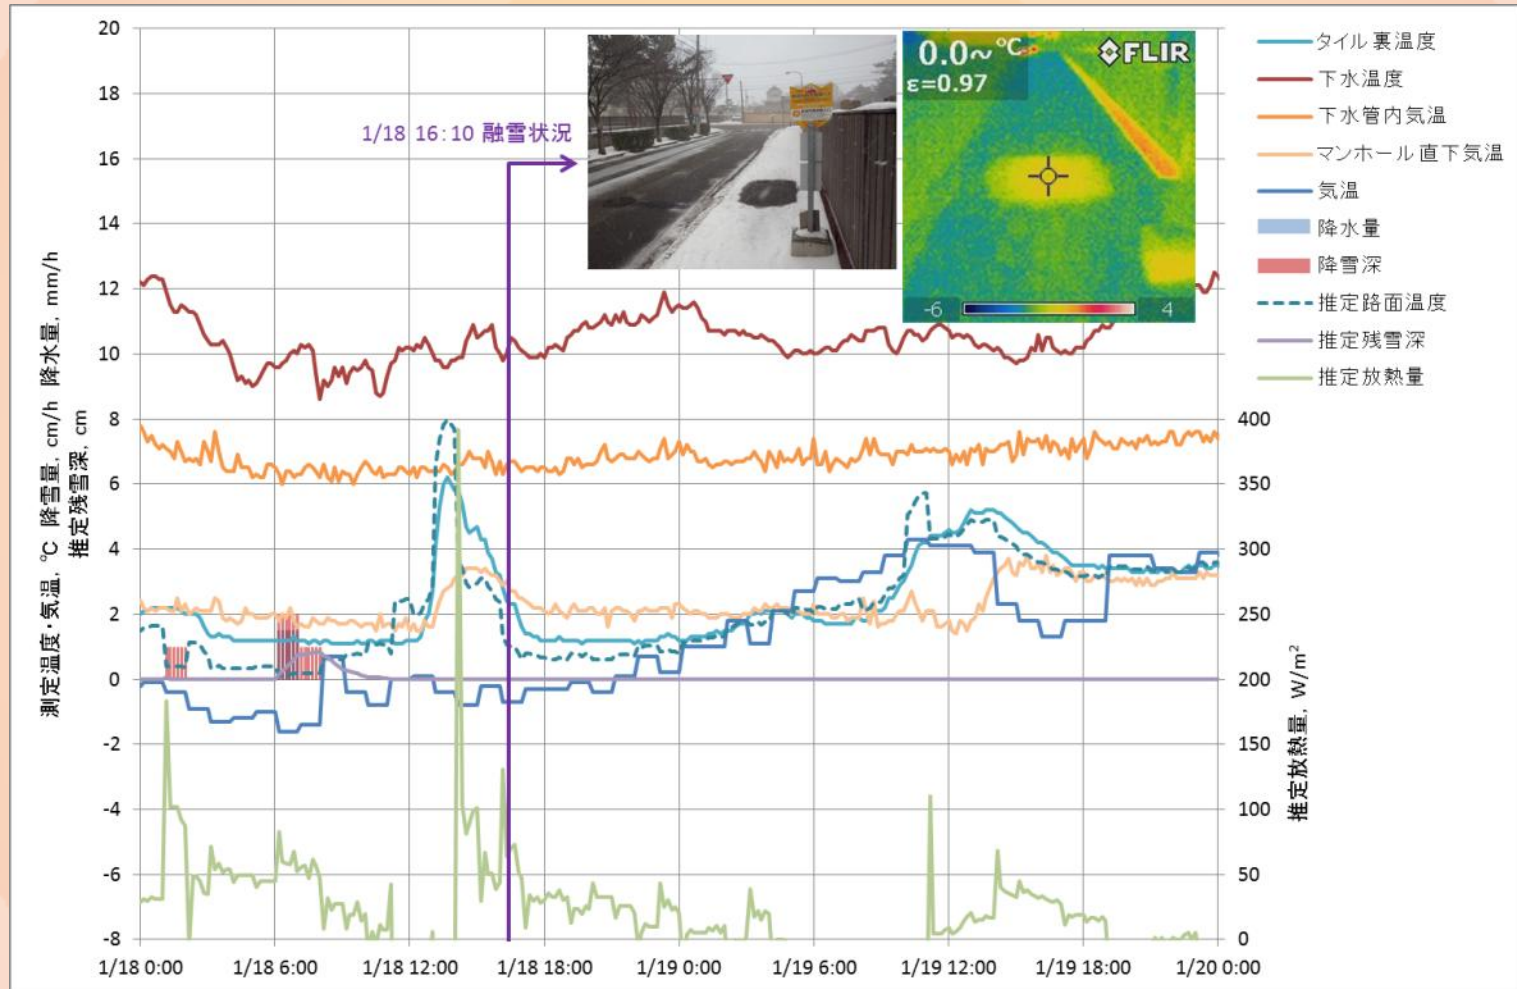 20
18
16
14
12
10
8
6
4
2
0
-2
-4
-6
-8
測定温度・気温, ℃ 降雪量, cm/h 降水量, mm/h
推定残雪深, cm
1/18 16:10 融雪状況
0.0~ ℃
ε=0.97
FLIR
-6 4
タイル裏温度
下水温度
下水管内気温
マンホール直下気温
気温
降水量
降雪深
推定路面温度
推定残雪深
推定放熱量
400
350
300
250
200
150
100
50
0
推定放熱量, W/m²
1/18 0:00 1/18 6:00 1/18 12:00 1/18 18:00 1/19 0:00 1/19 6:00 1/19 12:00 1/19 18:00 1/20 0:00